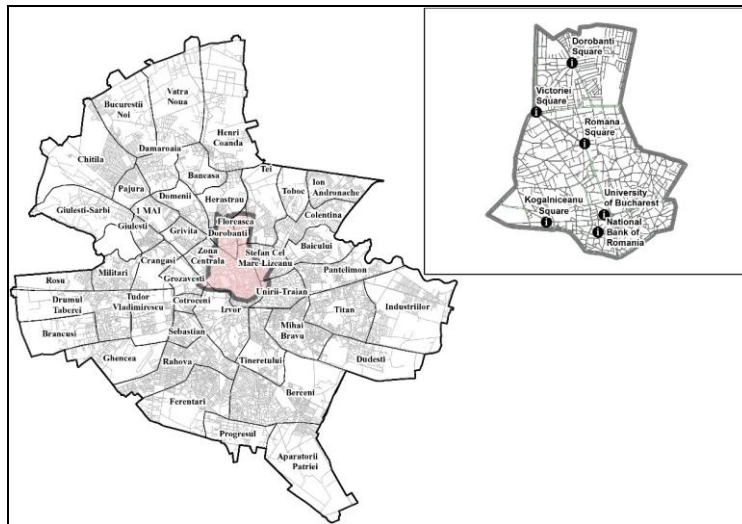 Vatra
Noua
Bucurestii
Noi
Henri
Coanda
Damaroaia
Chitila
Baneasa
Tei
Ion
Andronache
Pajura
Domenii
Toboc
Herastrau
Giulesti-Sarbi
1 MAI
Colentina
Giulesti
Grivita
Floreasca
Dorobanti
Baicului
Crangasi
Zona
Centrala
Stefan Cel
Mare-Lizeanu
Pantelimon
Militari
Rosu
Grozavesti
Unirii-Traian
Drumul
Taberei
Tudor
Vladimirescu
Cotroceni
Izvor
Titan
Industriilor
Brancusi
Sebastian
Mihai
Bravu
Ghencea
Rahova
Tineretului
Dudesti
Ferentari
Berceni
Progresul
Aparatorii
Patriei
Dorobanti
Square
Victoriei
Square
Romana
Square
Kogalniceanu
Square
University
of Bucharest
National
Bank of
Romania